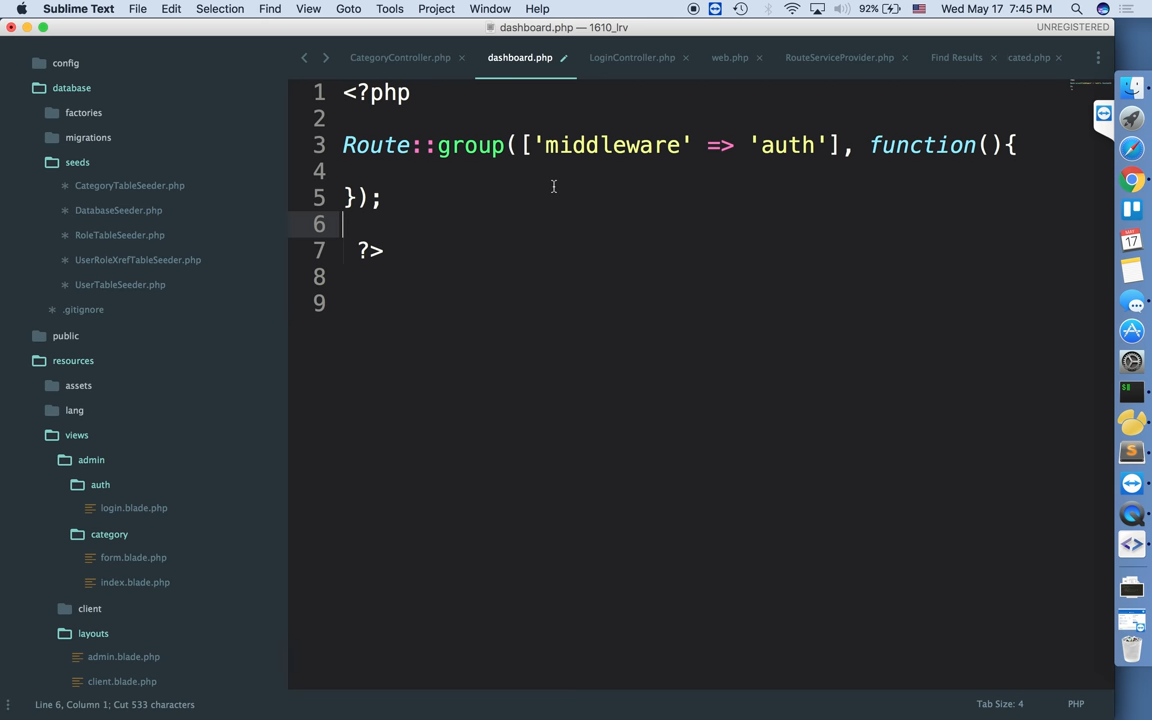 Sublime Text File Edit Selection Find View Goto Tools Project Window Help 92% Wed May 17 7:45 PM
dashboard.php — 1610_lrv UNREGISTERED
CategoryController.php × dashboard.php LoginController.php × web.php × RouteServiceProvider.php × Find Results × cated.php ×
config
database
factories
migrations
seeds
CategoryTableSeeder.php
DatabaseSeeder.php
RoleTableSeeder.php
UserRoleXrefTableSeeder.php
UserTableSeeder.php
.gitignore
public
resources
assets
lang
views
admin
auth
login.blade.php
category
form.blade.php
index.blade.php
client
layouts
admin.blade.php
client.blade.php
1 <?php
2
3 Route::group(['middleware' => 'auth'], function(){
4
5 });
6
7 ?>
8
9
17
Line 6, Column 1; Cut 533 characters Tab Size: 4 PHP